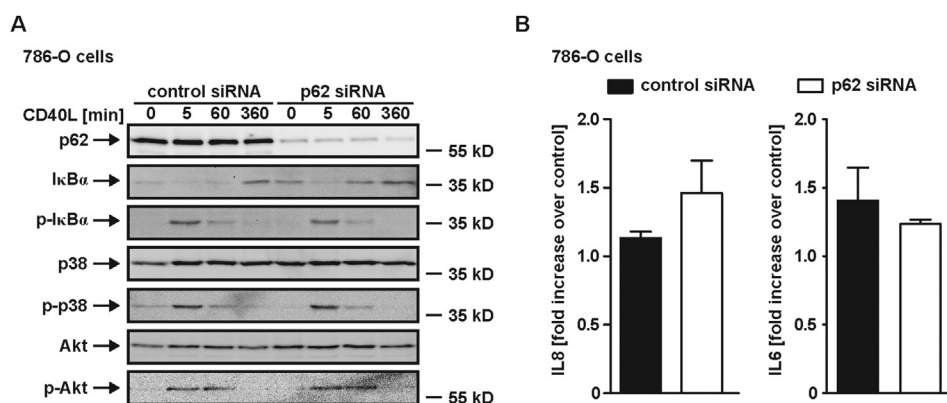 A
786-O cells
control siRNA p62 siRNA
CD40L [min] 0 5 60 360 0 5 60 360
p62
55 kD
IκBα
35 kD
p-IκBα
35 kD
p38
35 kD
p-p38
35 kD
Akt
p-Akt
55 kD
B
786-O cells
control siRNA p62 siRNA
IL8 [fold increase over control]
2.0
1.5
1.0
0.5
0
IL6 [fold increase over control]
2.0
1.5
1.0
0.5
0